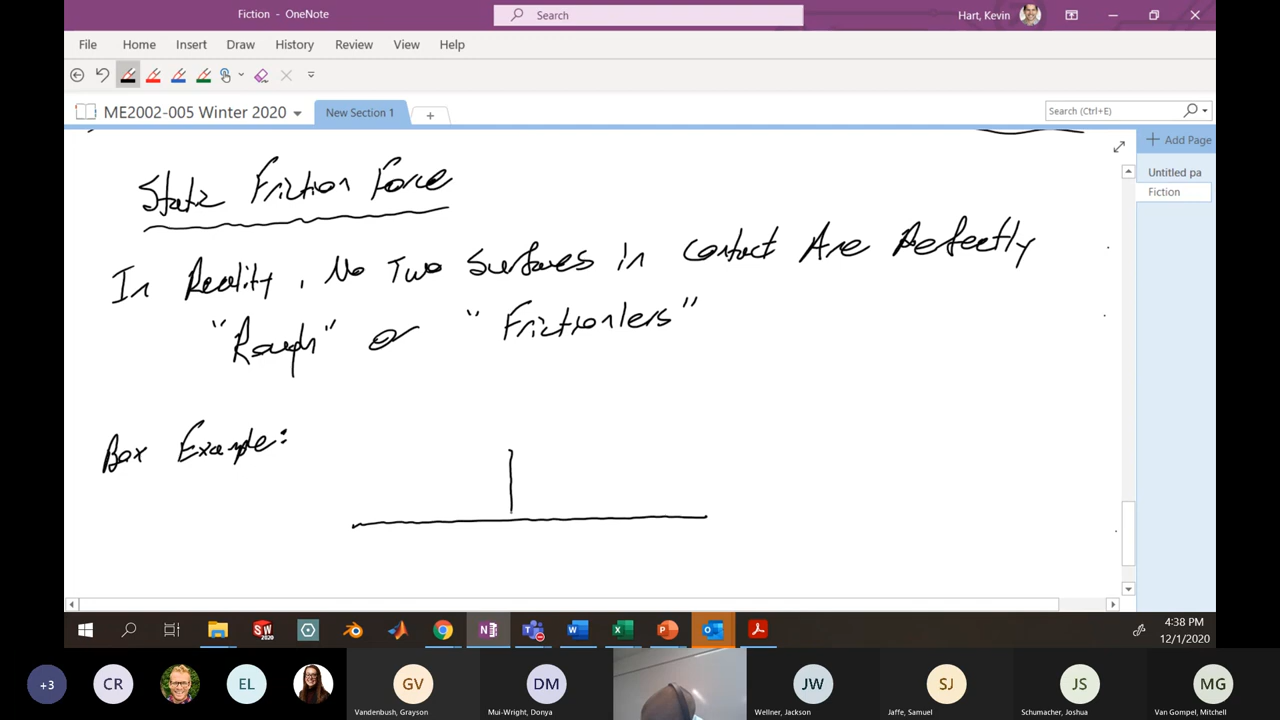 Fiction - OneNote
Search
Hart, Kevin
File Home Insert Draw History Review View Help
ME2002-005 Winter 2020
New Section 1
Search (Ctrl+E)
Add Page
Untitled pa
Fiction
Static Friction Force
In Reality, No Two Surfaces in Contact Are Perfectly
"Rough" or "Frictionless"
Box Example:
4:38 PM
12/1/2020
+3
CR
EL
GV
DM
JW
SJ
JS
MG
Vandenbush, Grayson
Mui-Wright, Donya
Wellner, Jackson
Jaffe, Samuel
Schumacher, Joshua
Van Gompel, Mitchell